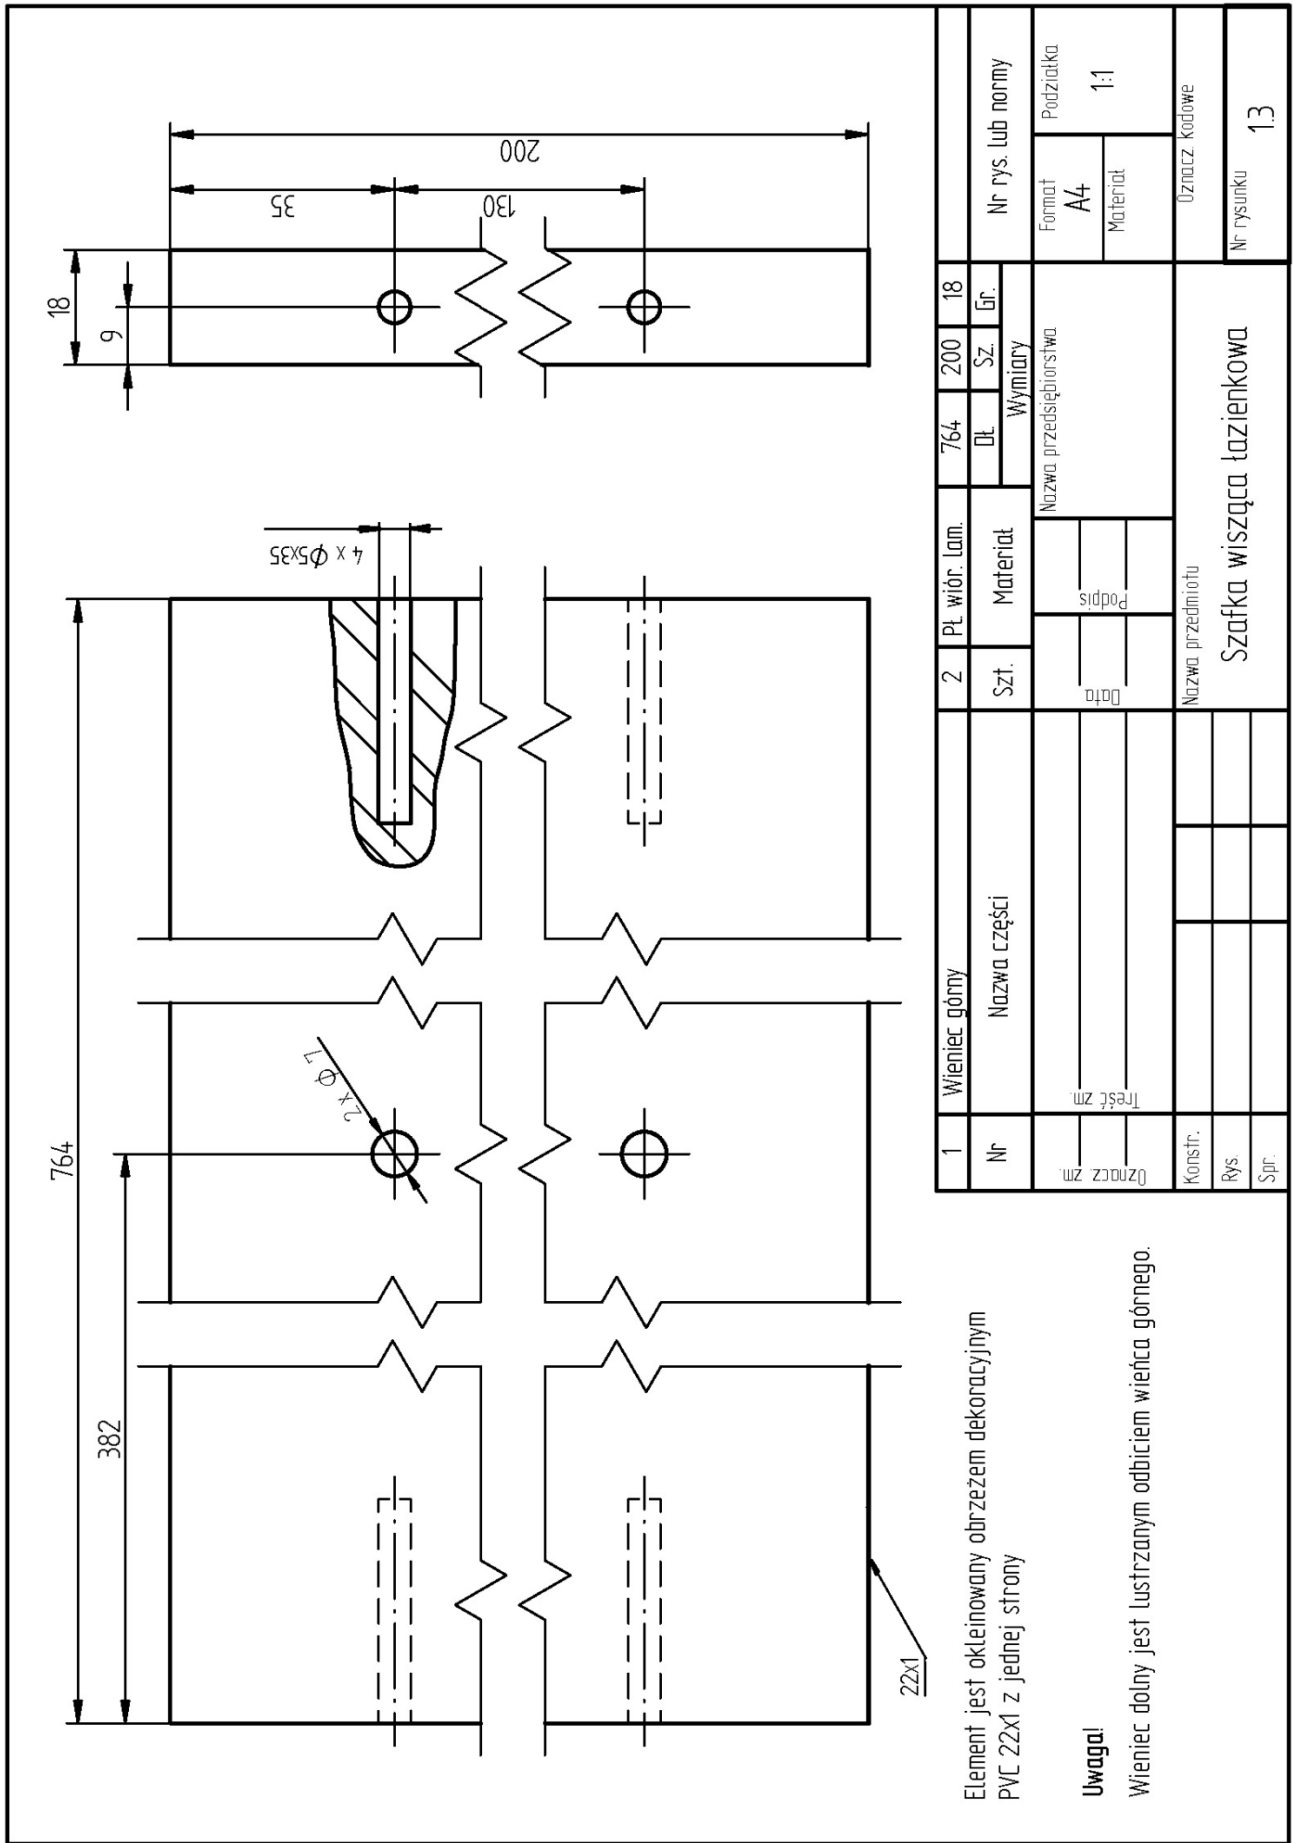 764
382
18
9
35
130
200
2 x Φ 7
4 x Φ5x35
22x1
Element jest okleinowany obrzeżem dekoracyjnym
PVC 22x1 z jednej strony
Uwaga!
Wieniec dolny jest lustrzanym odbiciem wieńca górnego.
1 Wieniec górny 2 Pł. wiór. lam. 764 200 18
Nr Nazwa części Szt. Materiał Dł. Sz. Gr. Nr rys. lub normy
Wymiary
Oznacz. zm. Treść zm. Data Podpis
Nazwa przedsiębiorstwa
Format
A4
Podziałka
1:1
Materiał
Konstr.
Rys.
Spr.
Nazwa przedmiotu
Szafka wisząca łazienkowa
Oznacz. kodowe
Nr rysunku
1.3